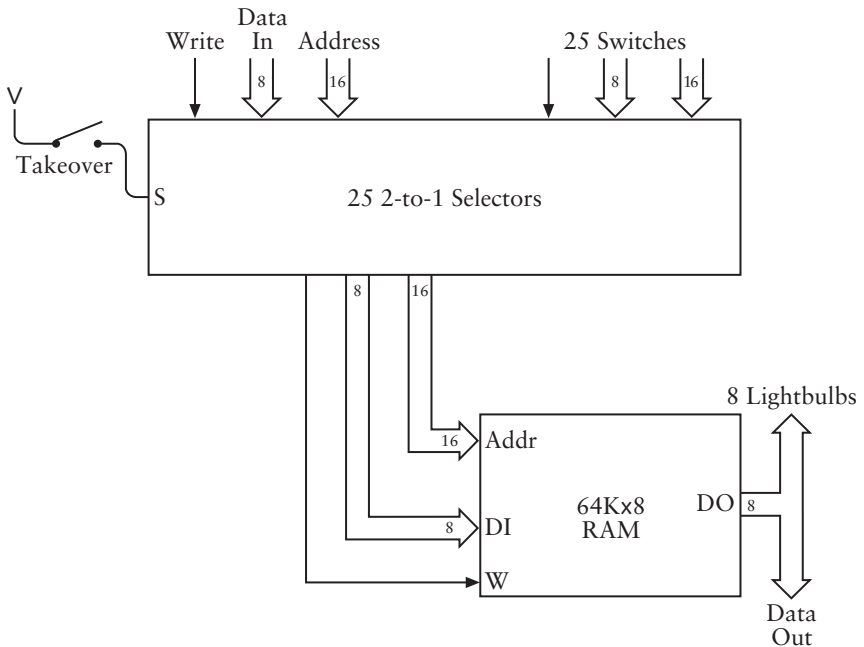 Data
Write In Address 25 Switches
8 16 8 16
V
Takeover
S 25 2-to-1 Selectors
8 16
8 Lightbulbs
16 Addr
64Kx8 DO 8
8 DI RAM
W
Data
Out